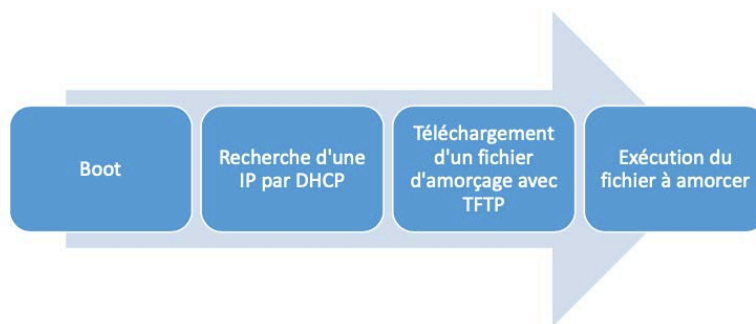 Boot
Recherche d'une
IP par DHCP
Téléchargement
d'un fichier
d'amorçage avec
TFTP
Exécution du
fichier à amorcer